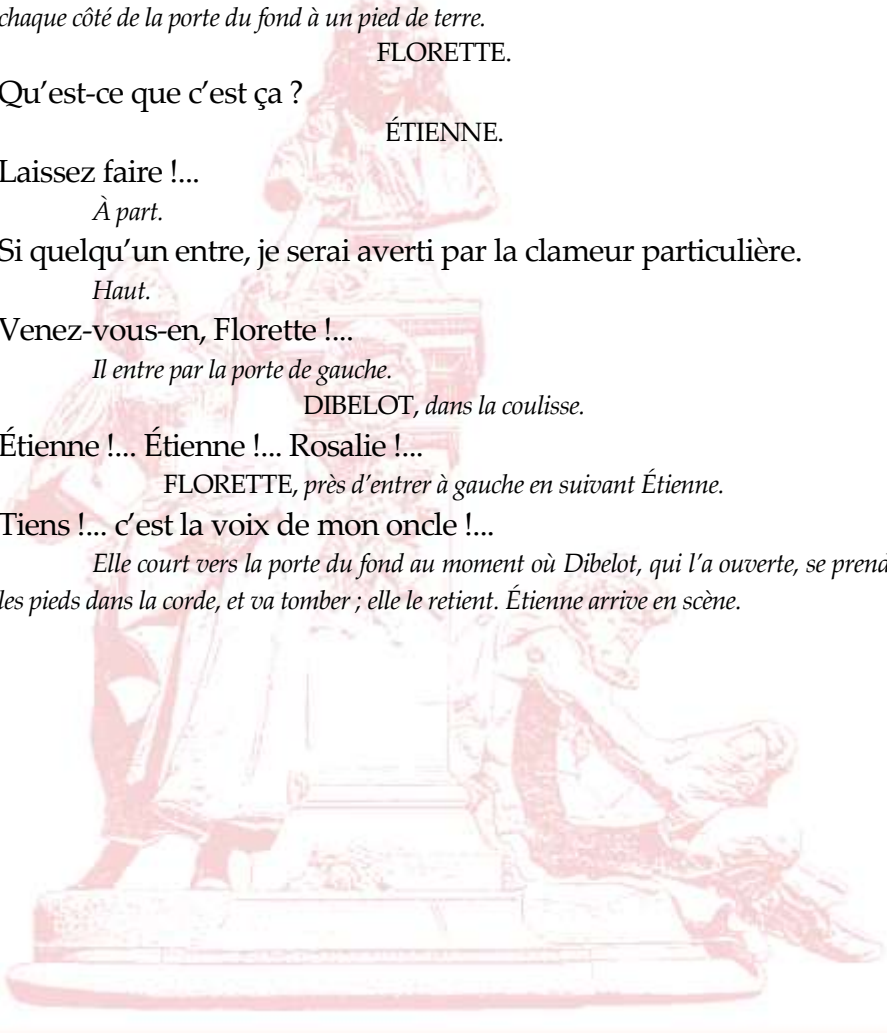 chaque côté de la porte du fond à un pied de terre.
FLORETTE.
Qu’est-ce que c’est ça ?
ÉTIENNE.
Laissez faire !...
À part.
Si quelqu’un entre, je serai averti par la clameur particulière.
Haut.
Venez-vous-en, Florette !...
Il entre par la porte de gauche.
DIBELOT, dans la coulisse.
Étienne !... Étienne !... Rosalie !...
FLORETTE, près d’entrer à gauche en suivant Étienne.
Tiens !... c’est la voix de mon oncle !...
Elle court vers la porte du fond au moment où Dibelot, qui l’a ouverte, se prend
les pieds dans la corde, et va tomber ; elle le retient. Étienne arrive en scène.